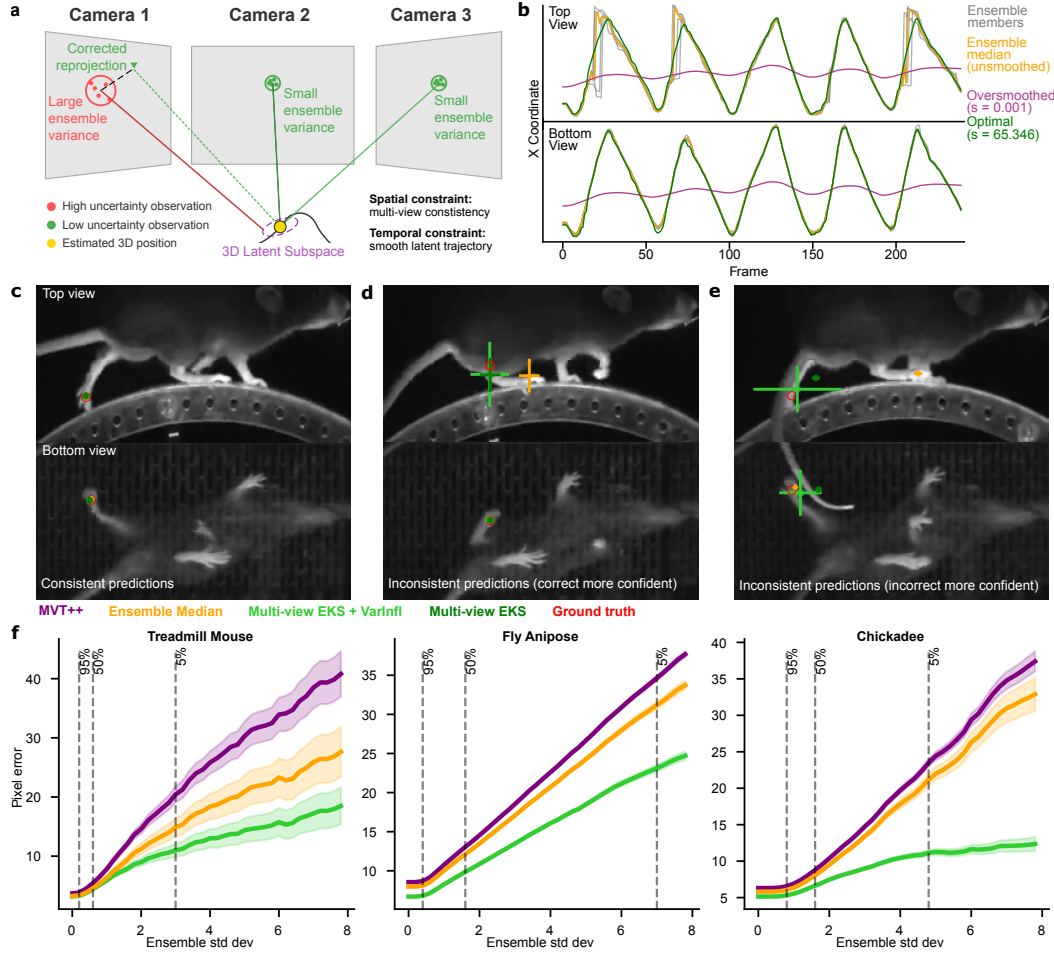 a
Camera 1
Camera 2
Camera 3
Corrected
reprojection
Large
ensemble
variance
Small
ensemble
variance
Small
ensemble
variance
High uncertainty observation
Low uncertainty observation
Estimated 3D position
3D Latent Subspace
Spatial constraint:
multi-view constistency
Temporal constraint:
smooth latent trajectory
b
Top
View
Bottom
View
X Coordinate
0
50
100
150
200
Frame
Ensemble
members
Ensemble
median
(unsmoothed)
Oversmoothed
(s = 0.001)
Optimal
(s = 65.346)
c
Top view
Bottom view
Consistent predictions
d
Inconsistent predictions (correct more confident)
e
Inconsistent predictions (incorrect more confident)
MVT++
Ensemble Median
Multi-view EKS + VarInfl
Multi-view EKS
Ground truth
f
Treadmill Mouse
95%
50%
5%
Pixel error
40
30
20
10
0
2
4
6
8
Ensemble std dev
Fly Anipose
95%
50%
5%
35
30
25
20
15
10
0
2
4
6
8
Ensemble std dev
Chickadee
95%
50%
5%
40
35
30
25
20
15
10
5
0
2
4
6
8
Ensemble std dev